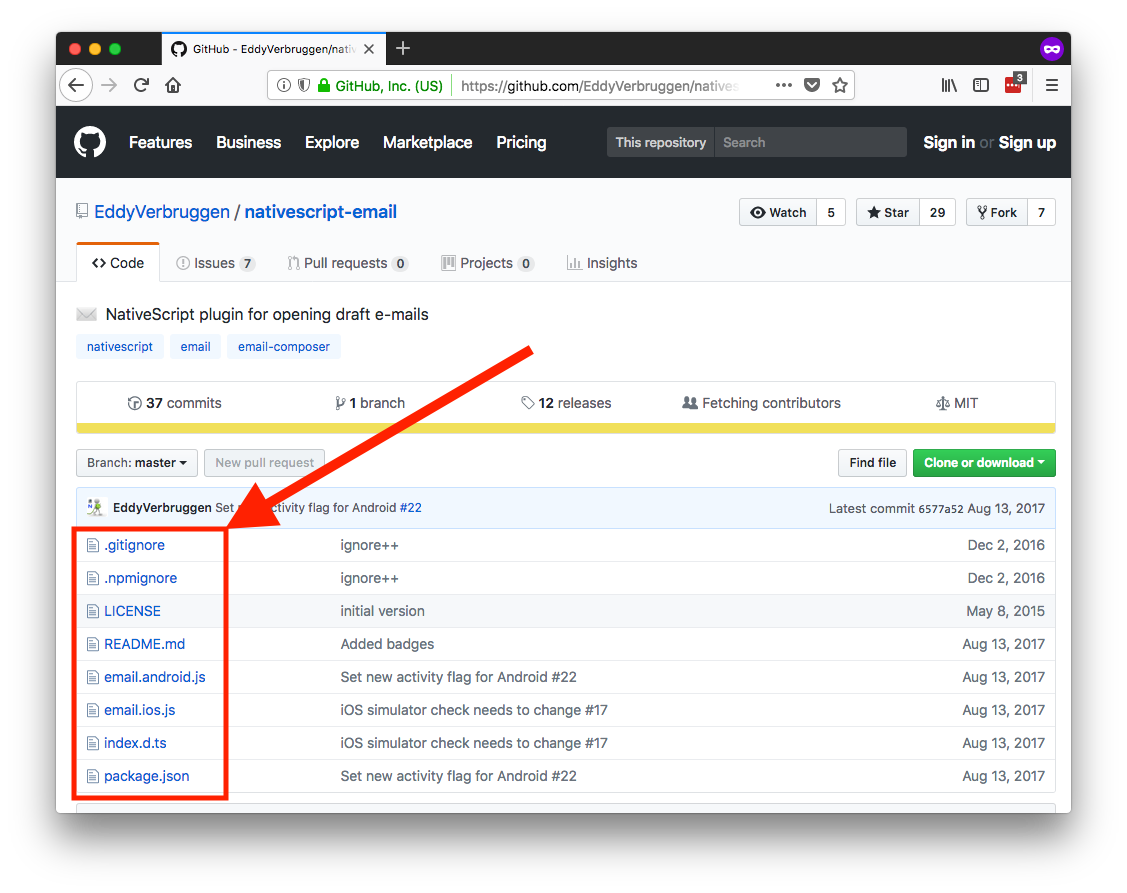 GitHub - EddyVerbruggen/nativ
GitHub, Inc. (US) https://github.com/EddyVerbruggen/natives
3
Features Business Explore Marketplace Pricing This repository Search Sign in or Sign up
EddyVerbruggen / nativescript-email Watch 5 Star 29 Fork 7
Code Issues 7 Pull requests 0 Projects 0 Insights
NativeScript plugin for opening draft e-mails
nativescript email email-composer
37 commits 1 branch 12 releases Fetching contributors MIT
Branch: master New pull request Find file Clone or download
EddyVerbruggen Set ctivity flag for Android #22 Latest commit 6577a52 Aug 13, 2017
.gitignore ignore++ Dec 2, 2016
.npmignore ignore++ Dec 2, 2016
LICENSE initial version May 8, 2015
README.md Added badges Aug 13, 2017
email.android.js Set new activity flag for Android #22 Aug 13, 2017
email.ios.js iOS simulator check needs to change #17 Aug 13, 2017
index.d.ts iOS simulator check needs to change #17 Aug 13, 2017
package.json Set new activity flag for Android #22 Aug 13, 2017